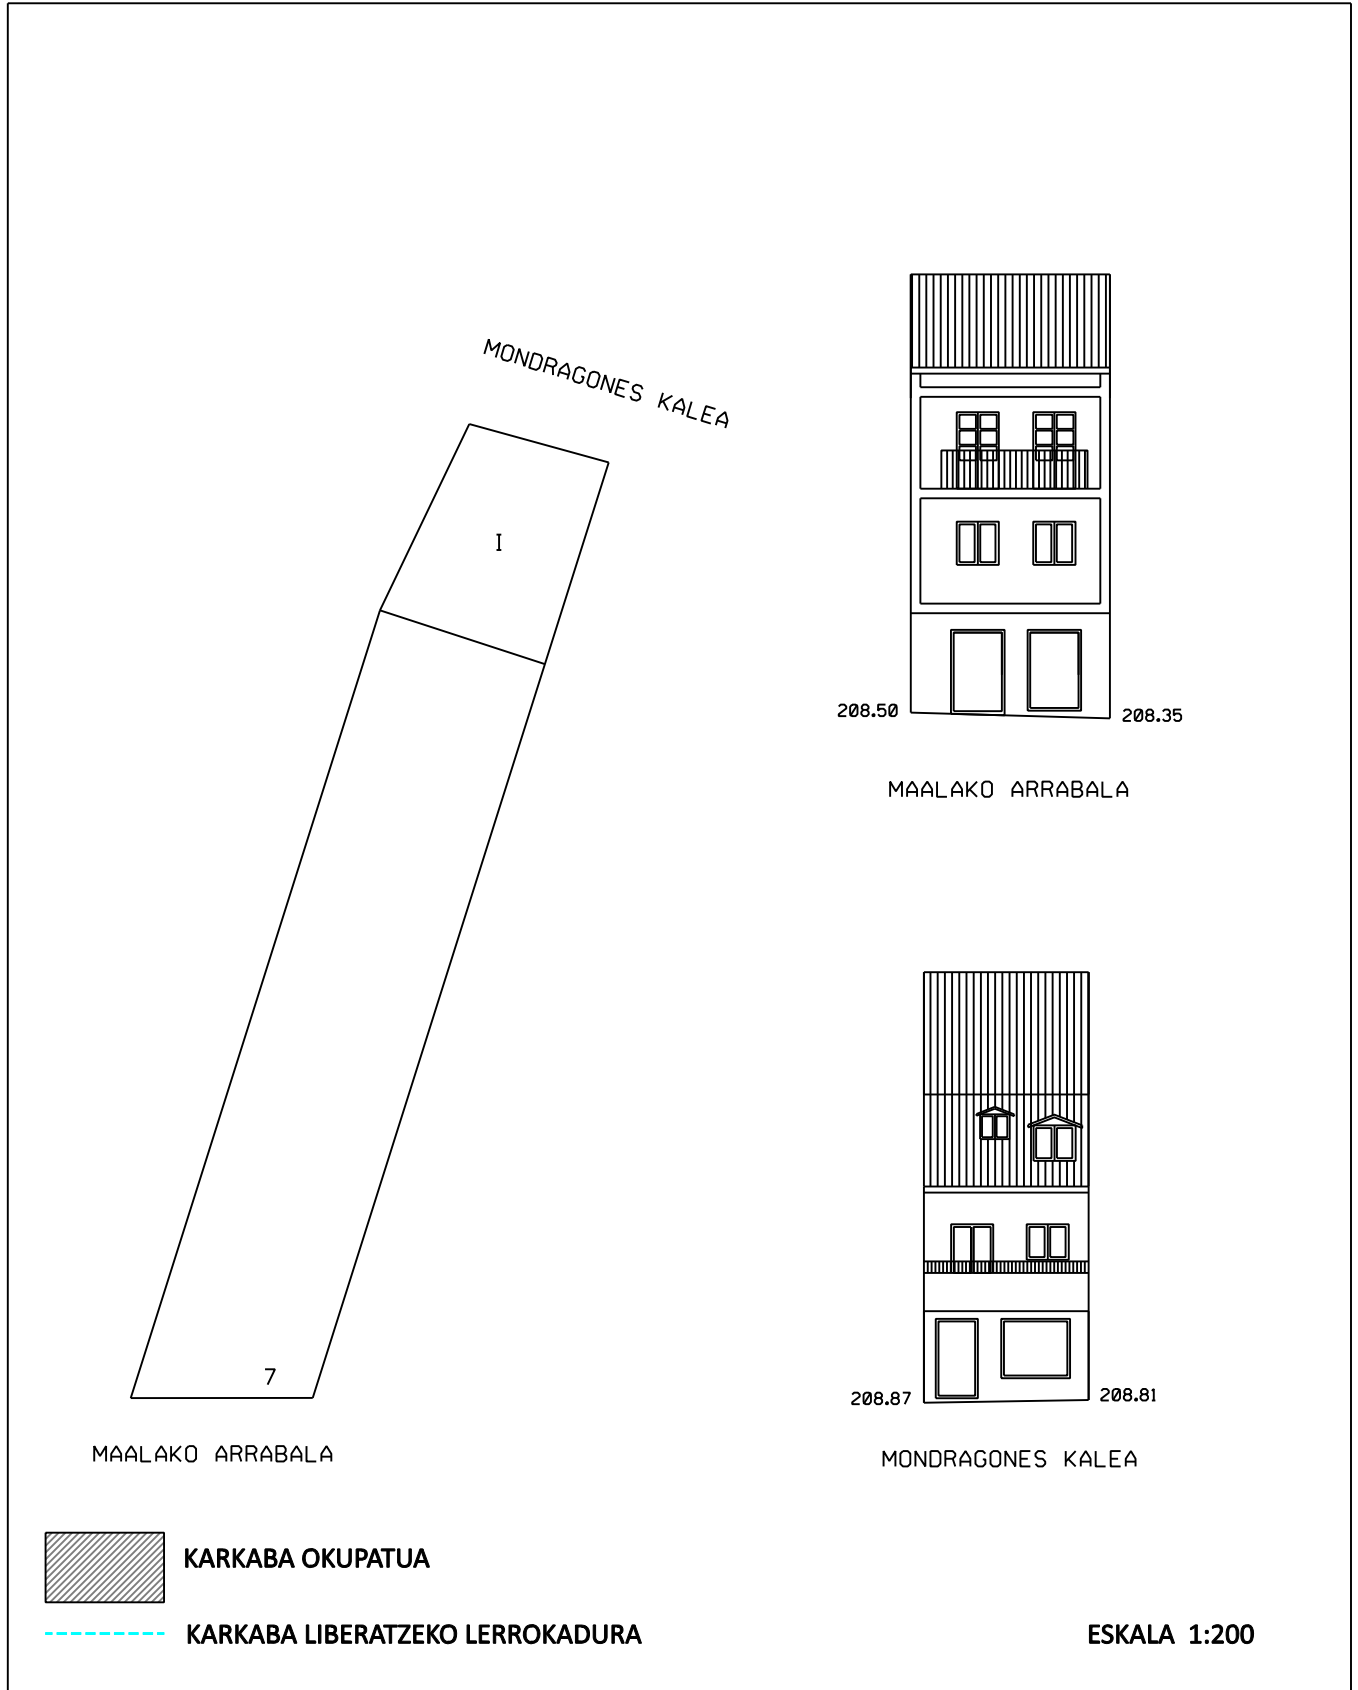 MONDRAGONES KALEA
I
208.50
208.35
MAALAKO ARRABALA
7
MAALAKO ARRABALA
208.87
208.81
MONDRAGONES KALEA
KARKABA OKUPATUA
KARKABA LIBERATZEKO LERROKADURA
ESKALA 1:200